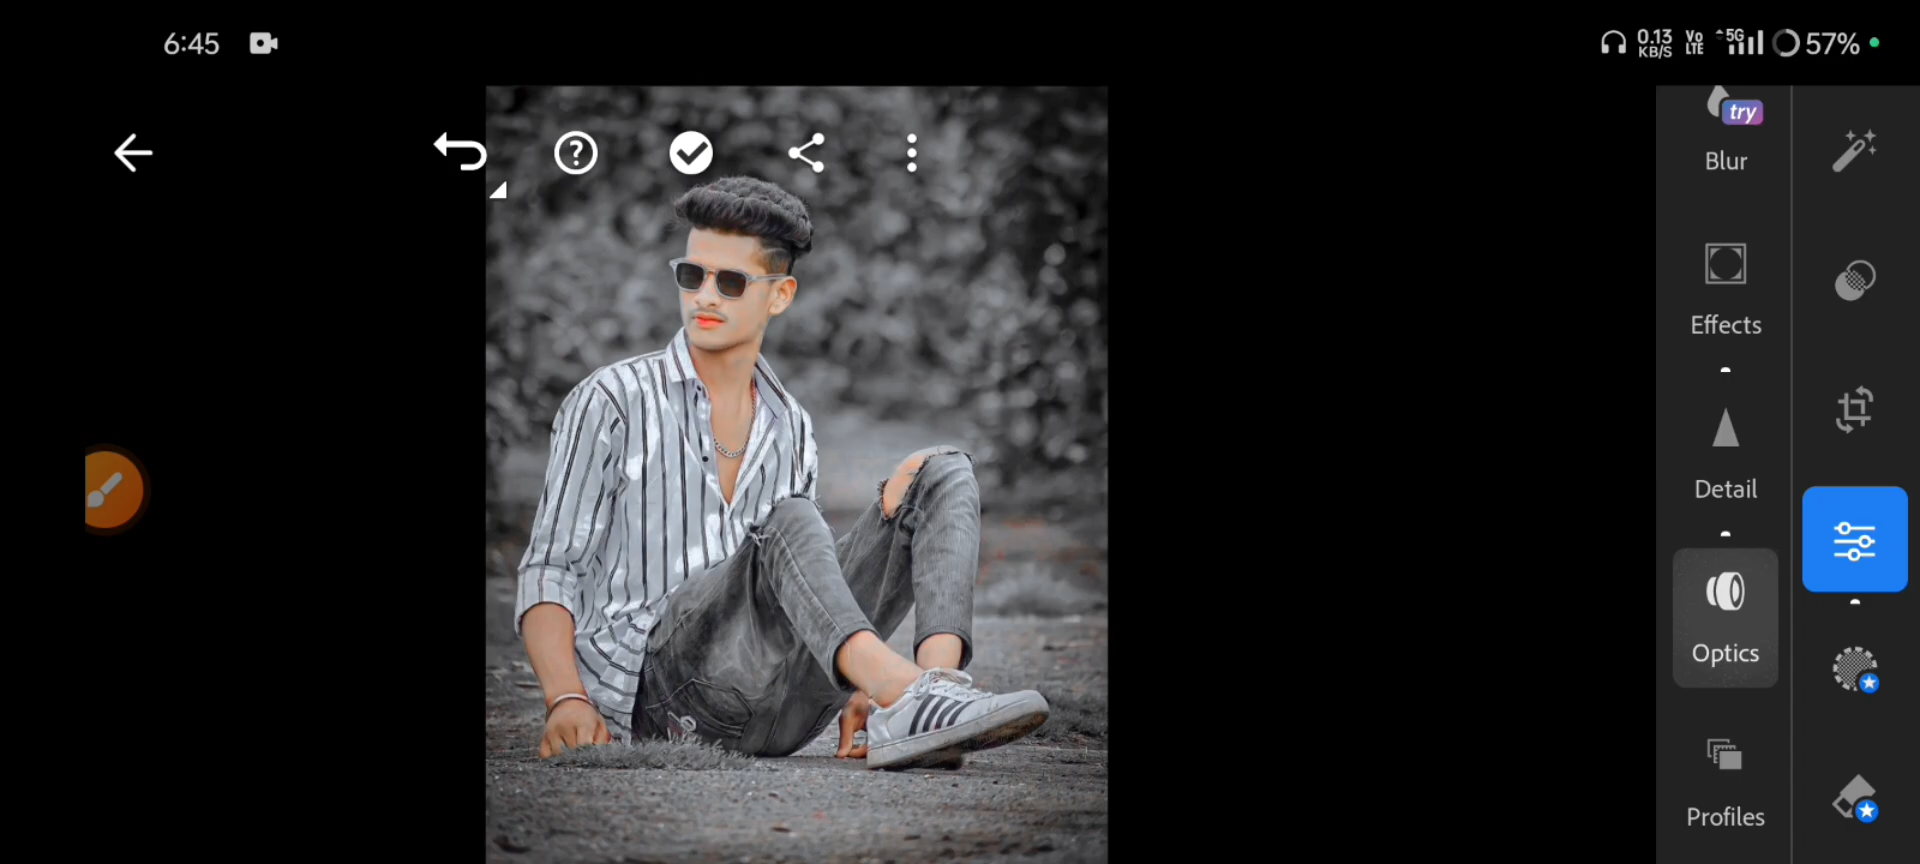 6:45
0.13 KB/S Vo LTE 5G 57%
try
Blur
Effects
Detail
Optics
Profiles